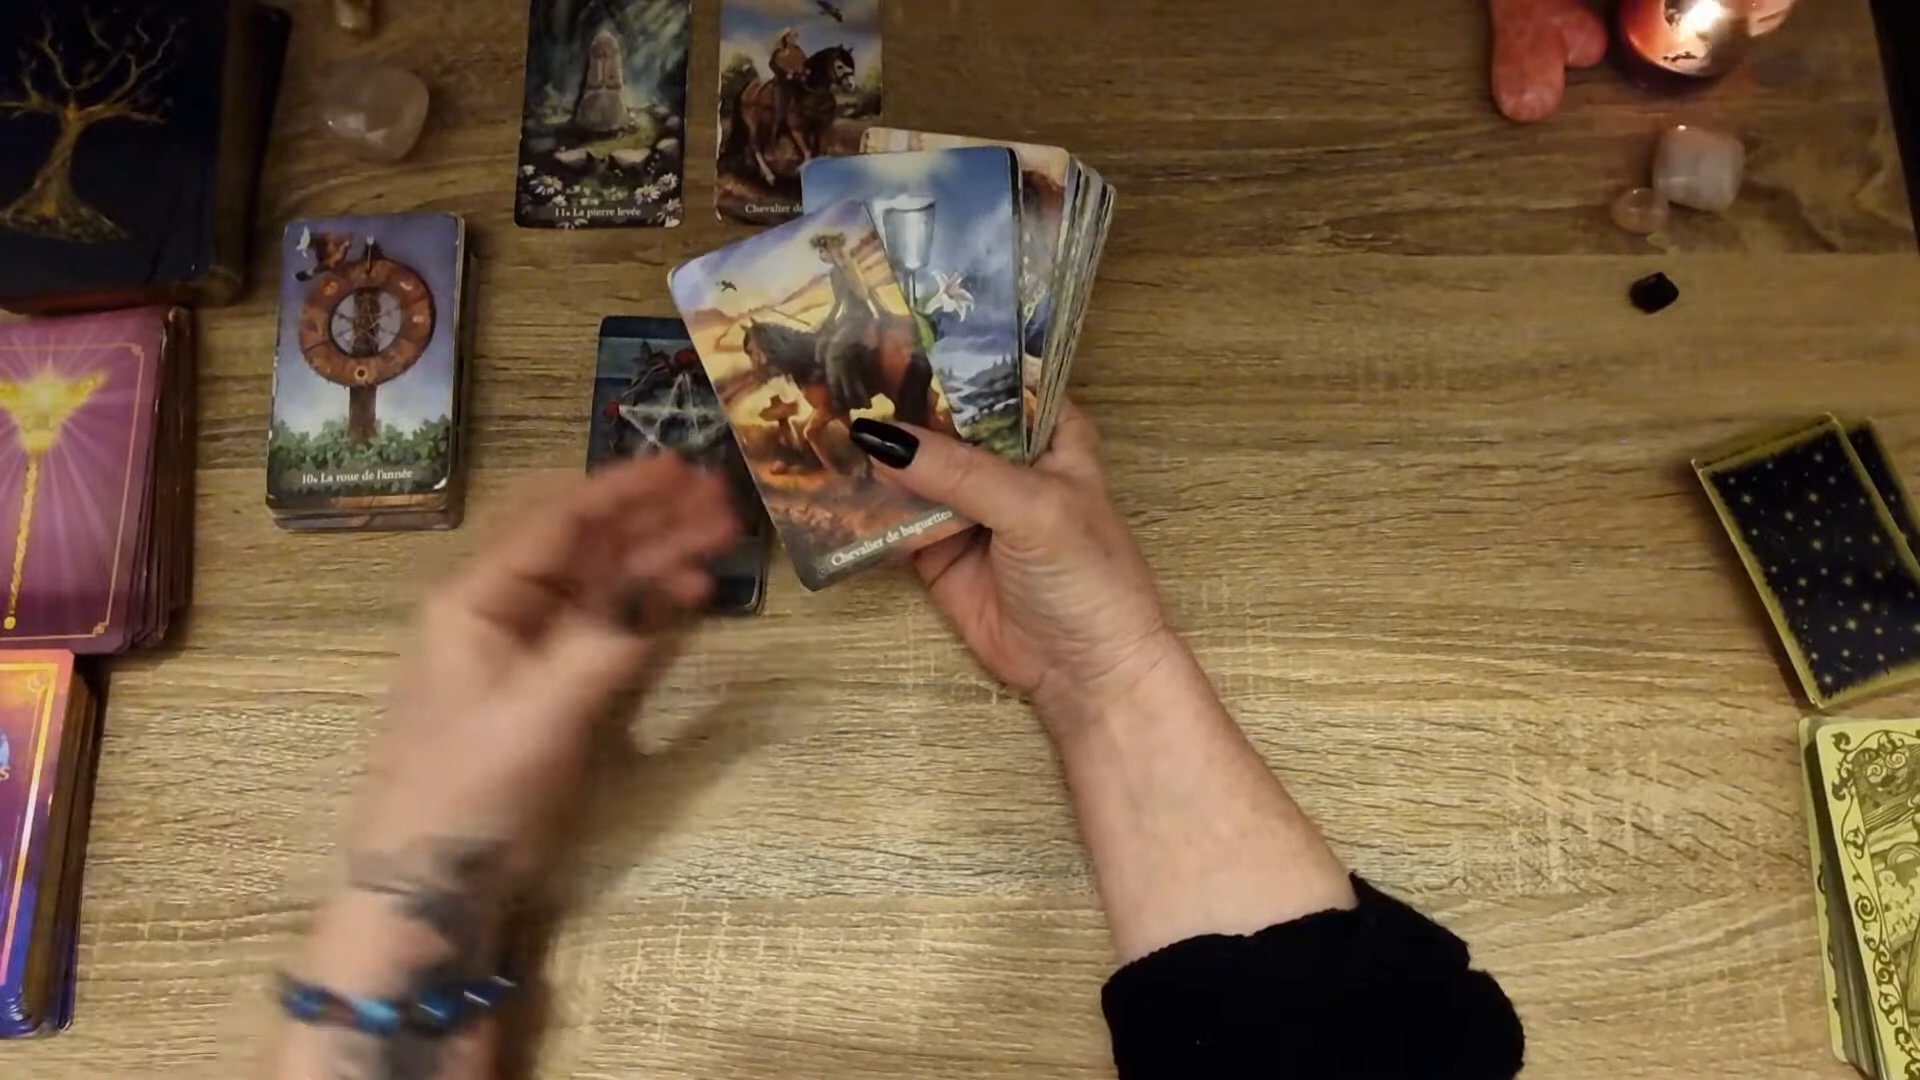 11. La pierre levée
Chevalier de
10. La roue de l'année
Chevalier de baguettes
S